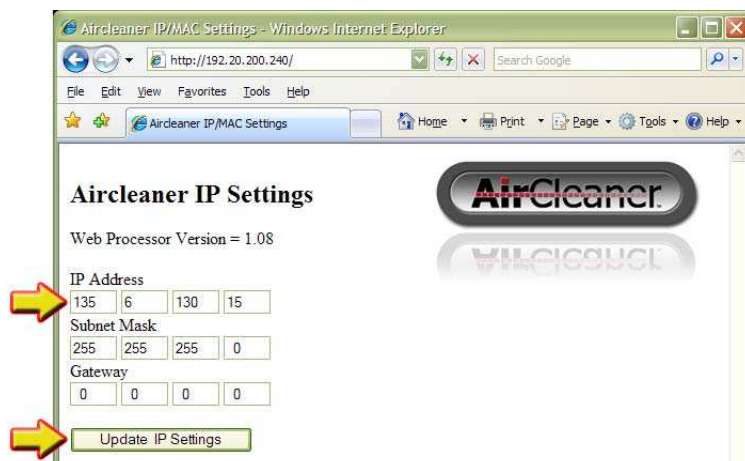 Aircleaner IP/MAC Settings - Windows Internet Explorer
http://192.20.200.240/
Search Google
File Edit View Favorites Tools Help
Aircleaner IP/MAC Settings
Home Print Page Tools Help
AirCleaner
Aircleaner IP Settings
Web Processor Version = 1.08
IP Address
135 6 130 15
Subnet Mask
255 255 255 0
Gateway
0 0 0 0
Update IP Settings